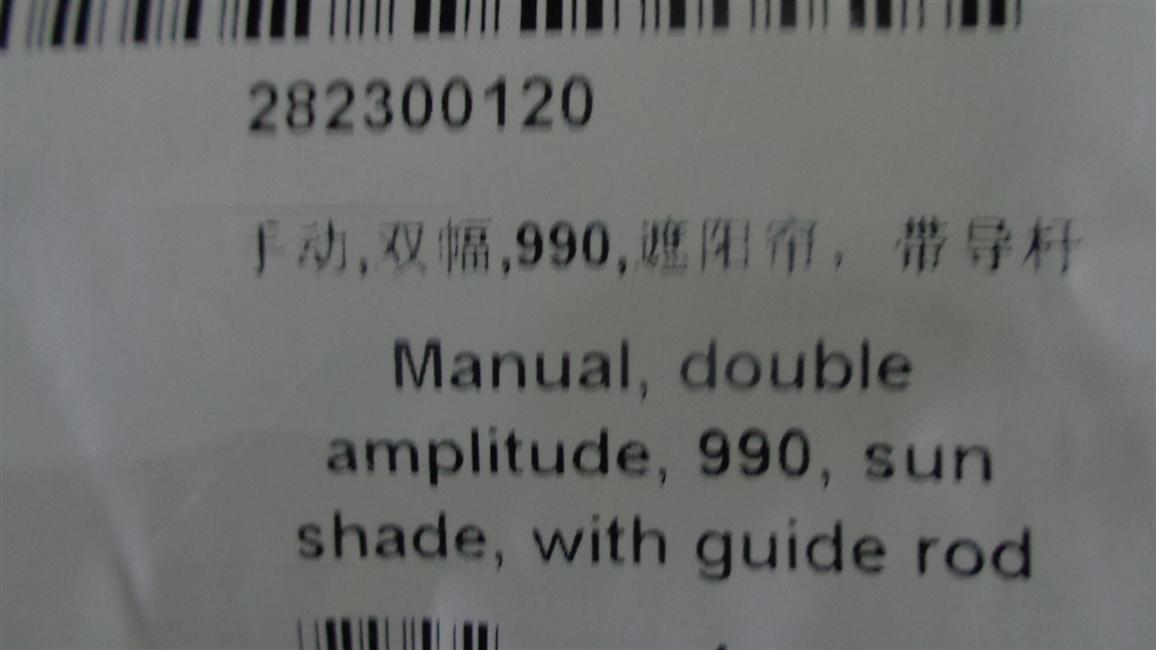 282300120
手动,双幅,990,遮阳帘，带导杆
Manual, double
amplitude, 990, sun
shade, with guide rod